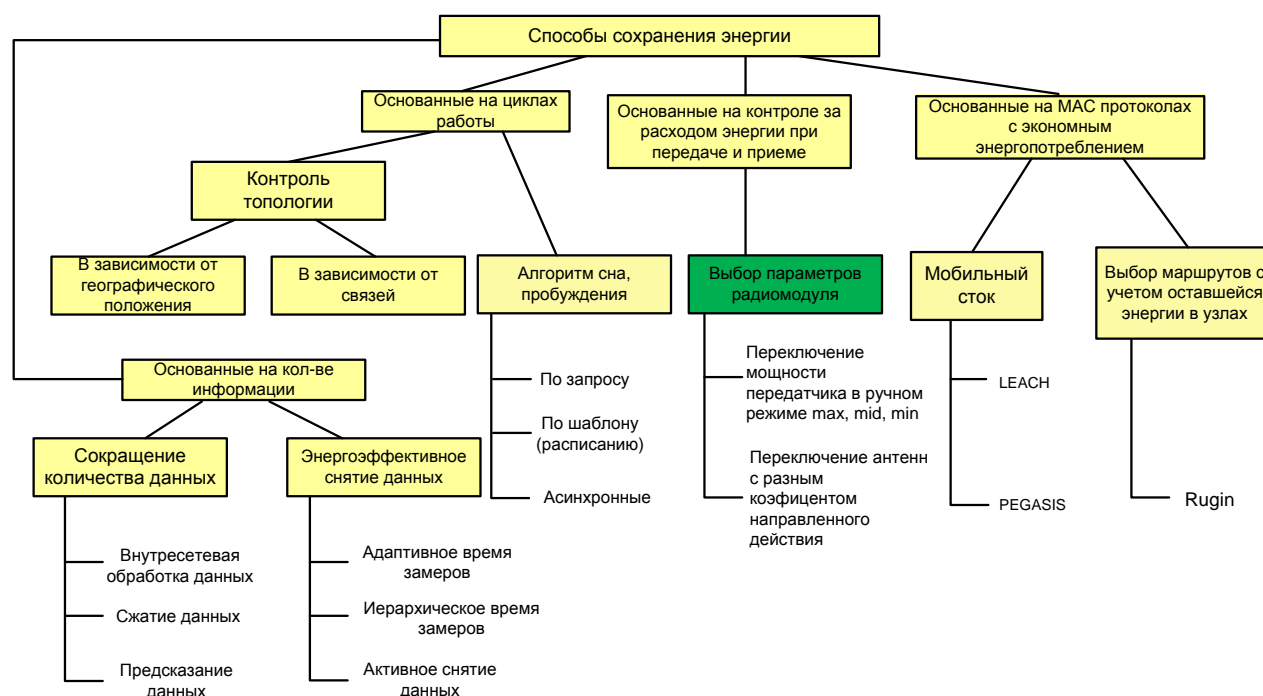 Способы сохранения энергии
Основанные на циклах
работы
Основанные на контроле за
расходом энергии при
передаче и приеме
Основанные на МАС протоколах
с экономным
энергопотреблением
Контроль
топологии
В зависимости от
географического
положения
В зависимости от
связей
Алгоритм сна,
пробуждения
Выбор параметров
радиомодуля
Мобильный
сток
Выбор маршрутов с
учетом оставшейся
энергии в узлах
По запросу
По шаблону
(расписанию)
Асинхронные
Переключение
мощности
передатчика в ручном
режиме max, mid, min
Переключение антенн
с разным
коэфицентом
направленного
действия
LEACH
PEGASIS
Rugin
Основанные на кол-ве
информации
Сокращение
количества данных
Энергоэффективное
снятие данных
Внутресетевая
обработка данных
Сжатие данных
Предсказание
данных
Адаптивное время
замеров
Иерархическое время
замеров
Активное снятие
данных